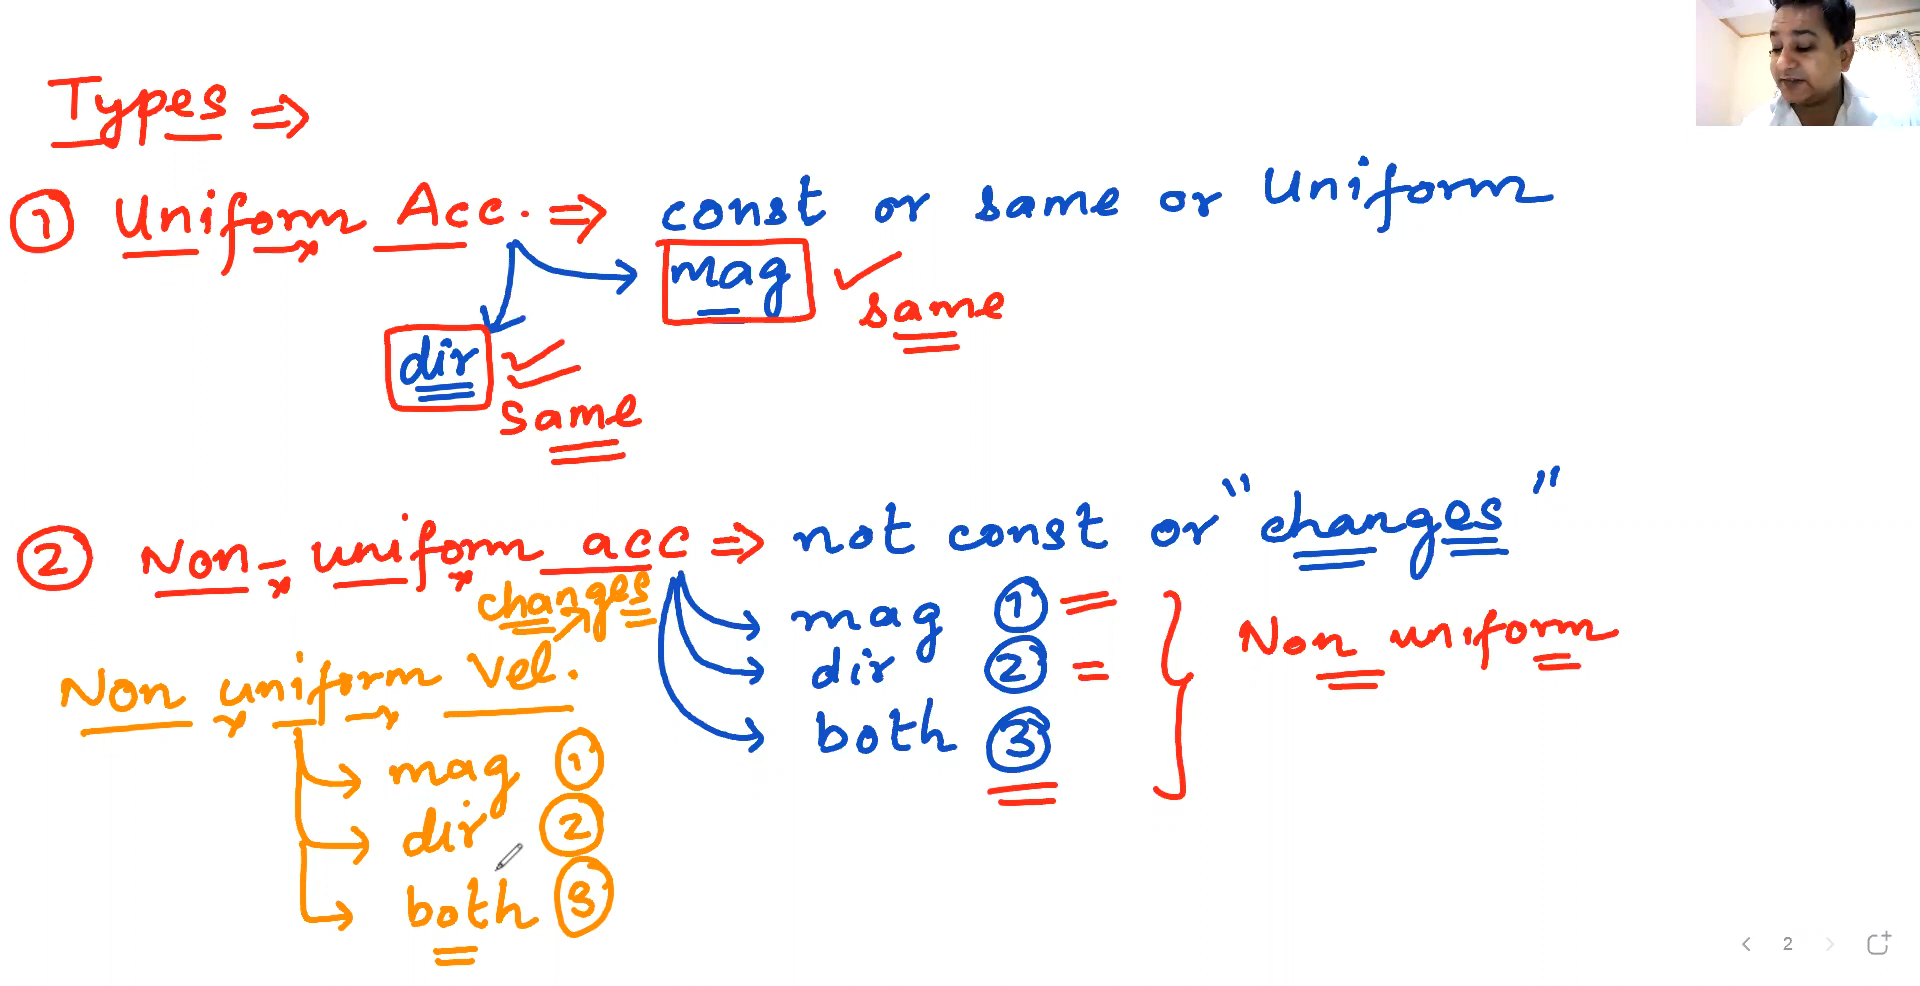 Types ⇒
① Uniform Acc. ⇒ const or same or Uniform
mag ✓ same
dir ✓ same
② Non-uniform acc ⇒ not const or "changes"
changes
mag ①
Non uniform
dir ②
Non uniform Vel.
both ③
mag ①
dir ②
both ③
2